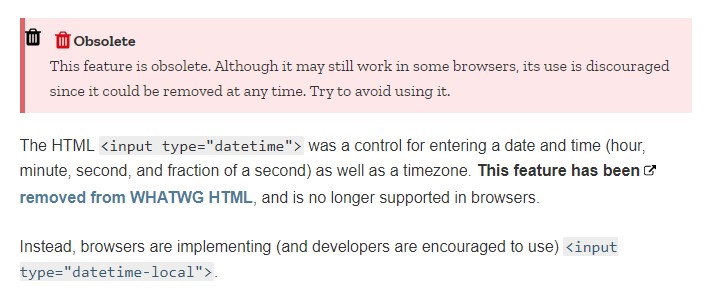 Obsolete
This feature is obsolete. Although it may still work in some browsers, its use is discouraged
since it could be removed at any time. Try to avoid using it.
The HTML <input type="datetime"> was a control for entering a date and time (hour,
minute, second, and fraction of a second) as well as a timezone. This feature has been
removed from WHATWG HTML, and is no longer supported in browsers.
Instead, browsers are implementing (and developers are encouraged to use) <input
type="datetime-local">.